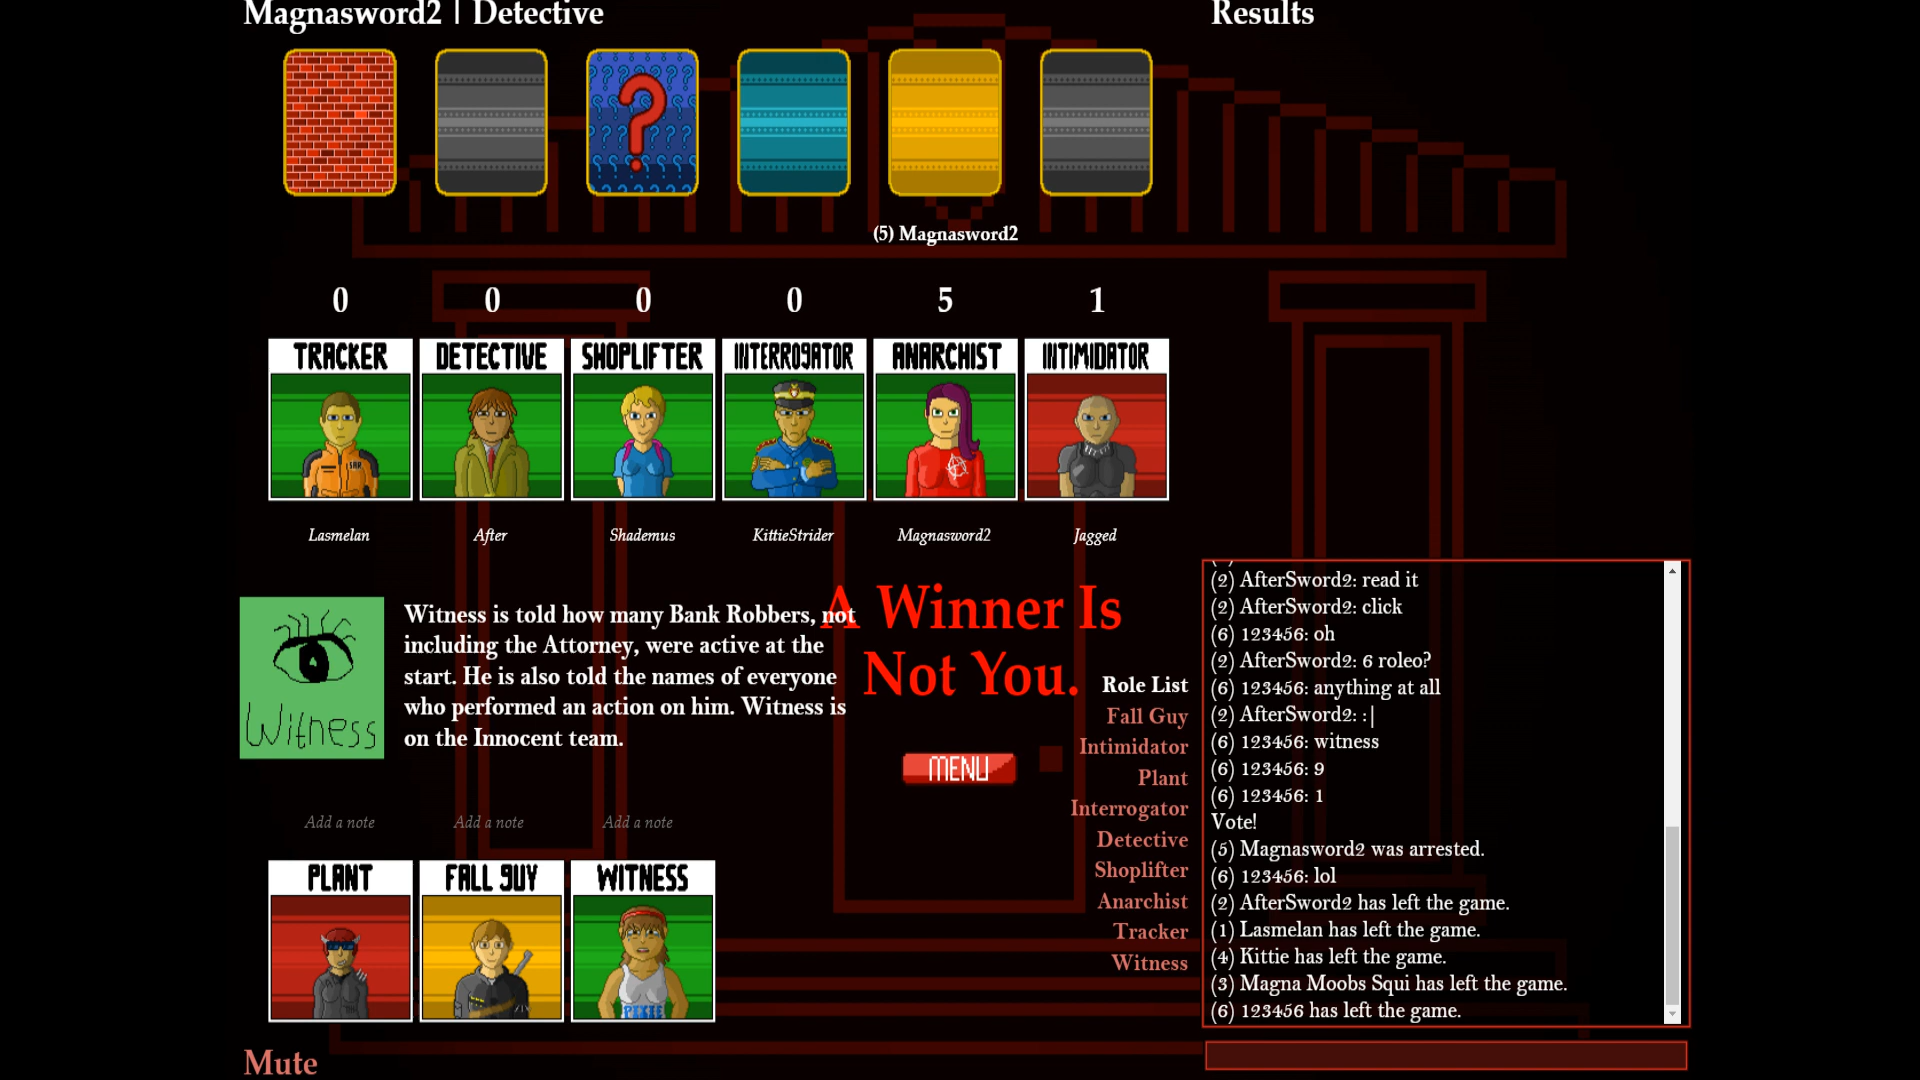 Magnasword2 | Detective
Results
?
(5) Magnasword2
0 0 0 0 5 1
TRACKER DETECTIVE SHOPLIFTER INTERROGATOR ANARCHIST INTIMIDATOR
SAR
Lasmelan After Shademus KittieStrider Magnasword2 Jagged
A Winner Is
Not You.
Witness is told how many Bank Robbers, not
including the Attorney, were active at the
start. He is also told the names of everyone
who performed an action on him. Witness is
on the Innocent team.
Witness
MENU
Role List
Fall Guy
Intimidator
Plant
Interrogator
Detective
Shoplifter
Anarchist
Tracker
Witness
Add a note Add a note Add a note
PLANT FALL GUY WITNESS
PIXIE
Mute
(2) AfterSword2: read it
(2) AfterSword2: click
(6) 123456: oh
(2) AfterSword2: 6 roleo?
(6) 123456: anything at all
(2) AfterSword2: :|
(6) 123456: witness
(6) 123456: 9
(6) 123456: 1
Vote!
(5) Magnasword2 was arrested.
(6) 123456: lol
(2) AfterSword2 has left the game.
(1) Lasmelan has left the game.
(4) Kittie has left the game.
(3) Magna Moobs Squi has left the game.
(6) 123456 has left the game.